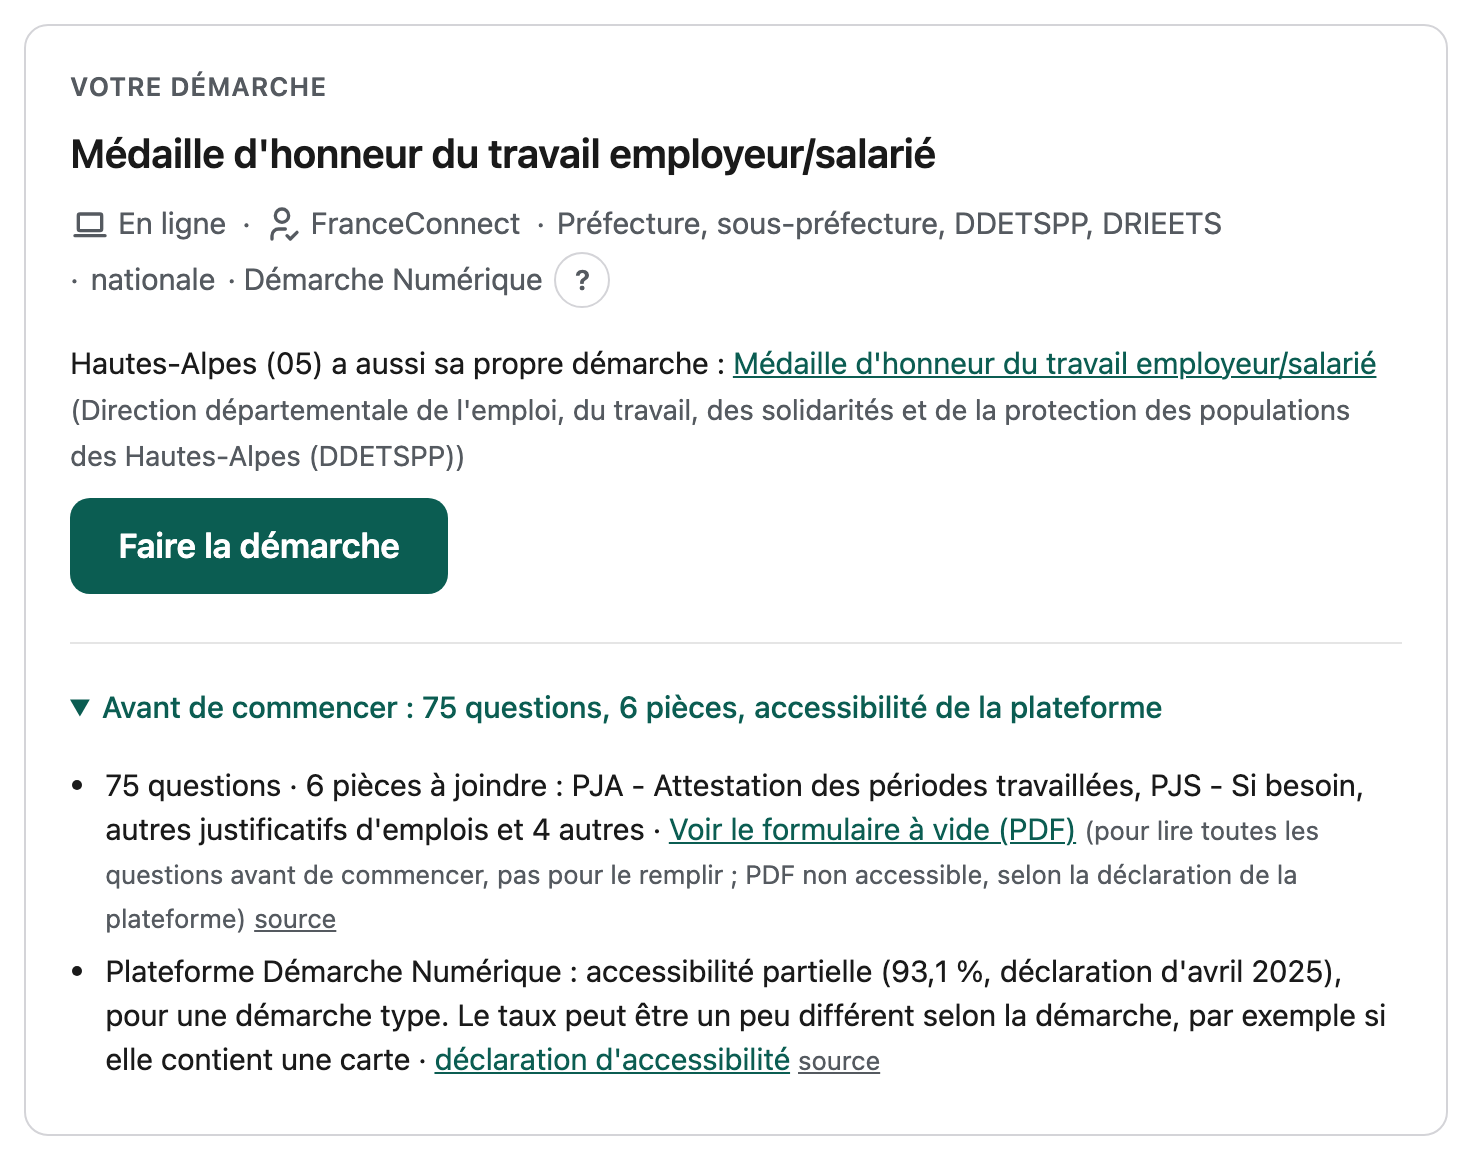 VOTRE DÉMARCHE
Médaille d'honneur du travail employeur/salarié
En ligne · FranceConnect · Préfecture, sous-préfecture, DDETSPP, DRIEETS
· nationale · Démarche Numérique ?
Hautes-Alpes (05) a aussi sa propre démarche : Médaille d'honneur du travail employeur/salarié
(Direction départementale de l'emploi, du travail, des solidarités et de la protection des populations
des Hautes-Alpes (DDETSPP))
Faire la démarche
▼ Avant de commencer : 75 questions, 6 pièces, accessibilité de la plateforme
• 75 questions · 6 pièces à joindre : PJA - Attestation des périodes travaillées, PJS - Si besoin,
autres justificatifs d'emplois et 4 autres · Voir le formulaire à vide (PDF) (pour lire toutes les
questions avant de commencer, pas pour le remplir ; PDF non accessible, selon la déclaration de la
plateforme) source
• Plateforme Démarche Numérique : accessibilité partielle (93,1 %, déclaration d'avril 2025),
pour une démarche type. Le taux peut être un peu différent selon la démarche, par exemple si
elle contient une carte · déclaration d'accessibilité source